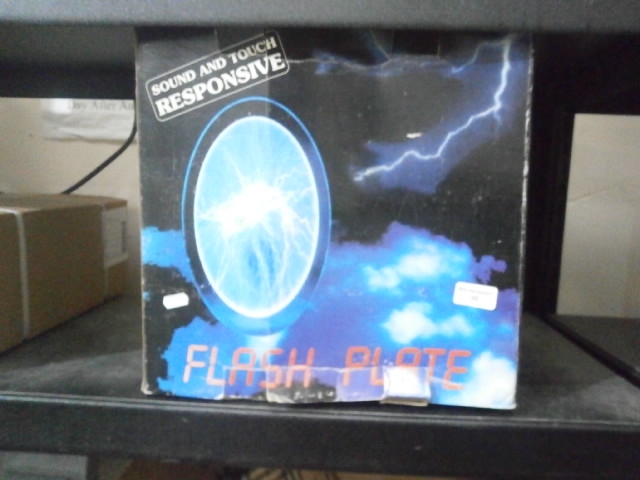 SOUND AND TOUCH
RESPONSIVE
FLASH PLATE